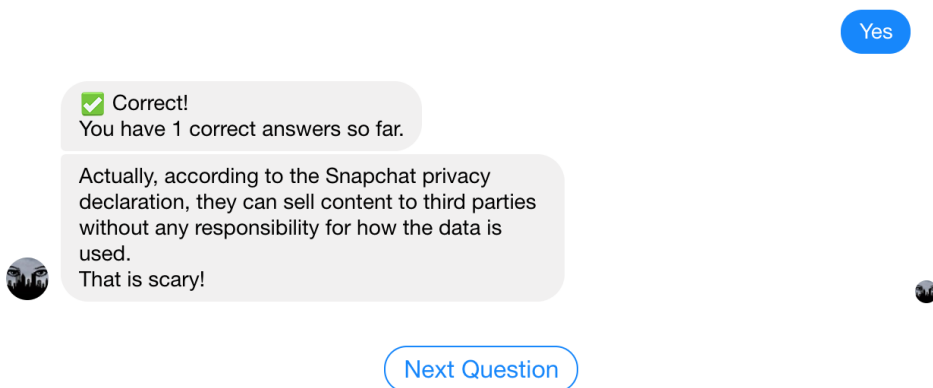 Yes
✅ Correct!
You have 1 correct answers so far.
Actually, according to the Snapchat privacy
declaration, they can sell content to third parties
without any responsibility for how the data is
used.
That is scary!
Next Question